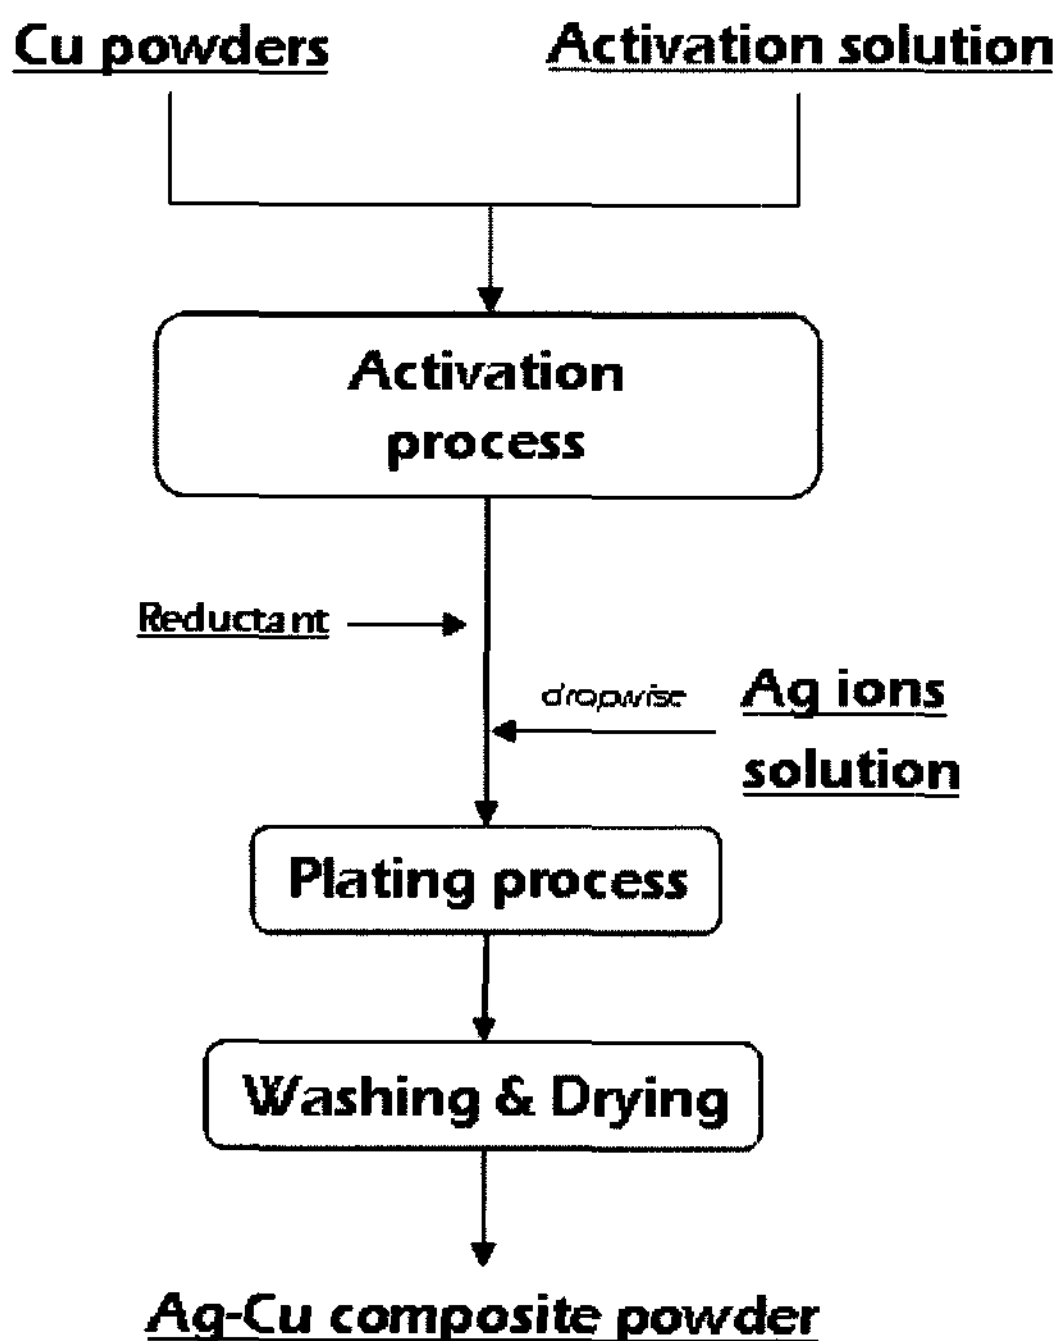 Cu powders
Activation solution
Activation
process
Reductant
dropwise
Ag ions
solution
Plating process
Washing & Drying
Ag-Cu composite powder